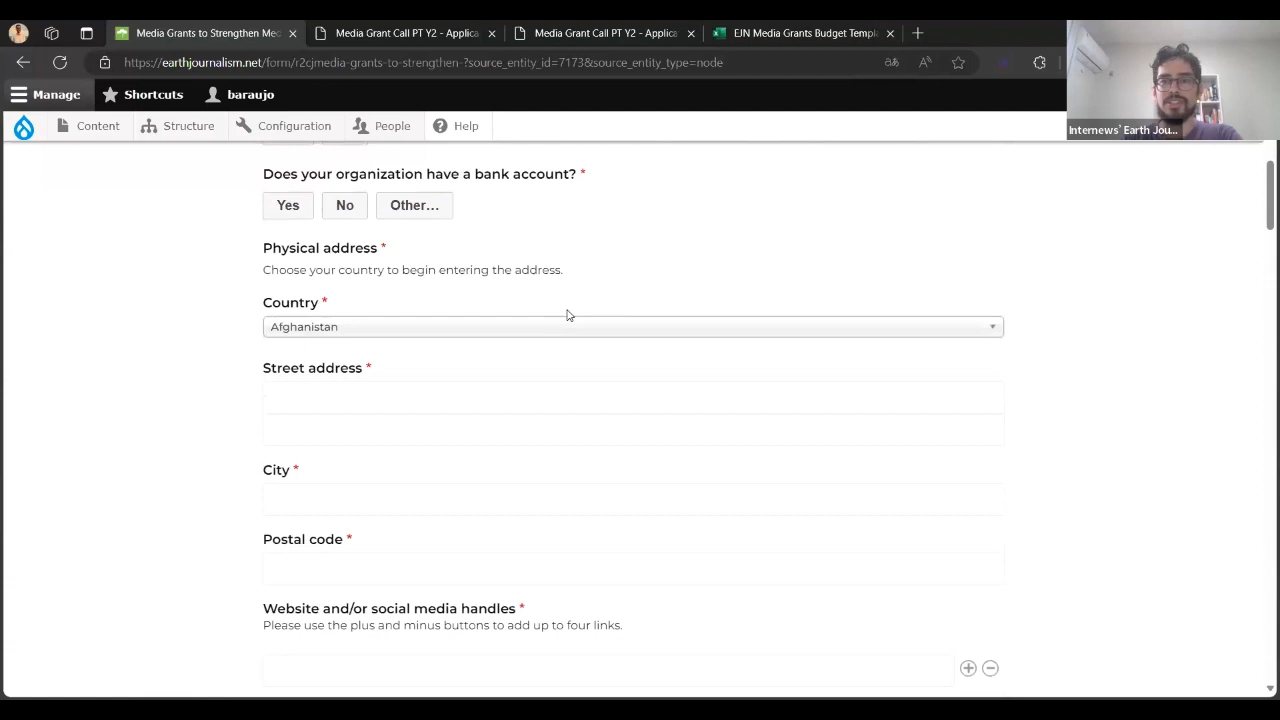 Media Grants to Strengthen Med
Media Grant Call PT Y2 - Applica
Media Grant Call PT Y2 - Applica
EJN Media Grants Budget Templ
https://earthjournalism.net/form/r2cjmedia-grants-to-strengthen-?source_entity_id=7173&source_entity_type=node
Manage
Shortcuts
baraujo
Internews' Earth Jou...
Content
Structure
Configuration
People
Help
Does your organization have a bank account? *
Yes
No
Other...
Physical address *
Choose your country to begin entering the address.
Country *
Afghanistan
Street address *
City *
Postal code *
Website and/or social media handles *
Please use the plus and minus buttons to add up to four links.